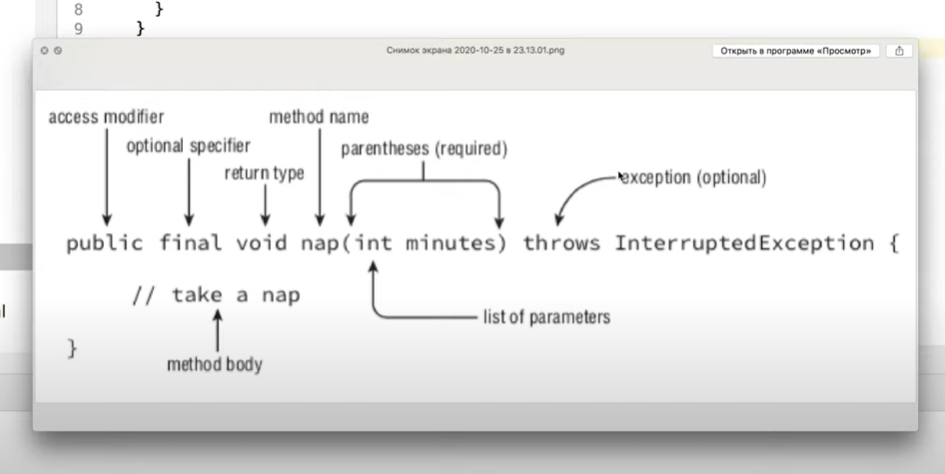 8 }
9 }
Снимок экрана 2020-10-25 в 23.13.01.png
Открыть в программе «Просмотр»
access modifier
method name
optional specifier
parentheses (required)
return type
exception (optional)
public final void nap(int minutes) throws InterruptedException {
// take a nap
list of parameters
}
method body